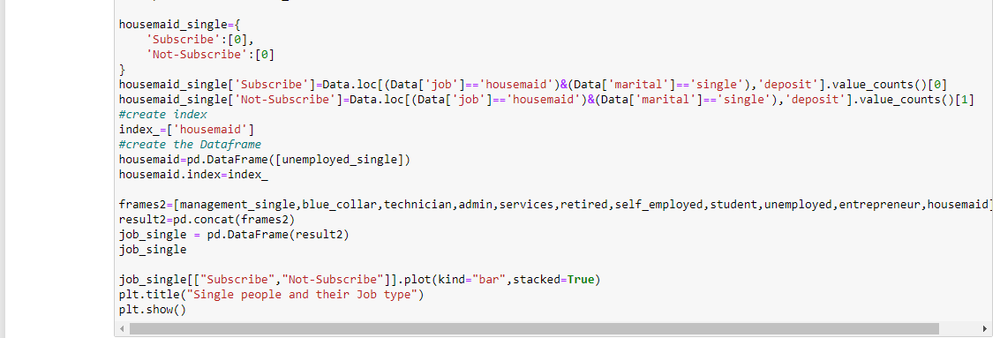 housemaid_single={
    'Subscribe':[0],
    'Not-Subscribe':[0]
}
housemaid_single['Subscribe']=Data.loc[(Data['job']=='housemaid')&(Data['marital']=='single'),'deposit'].value_counts()[0]
housemaid_single['Not-Subscribe']=Data.loc[(Data['job']=='housemaid')&(Data['marital']=='single'),'deposit'].value_counts()[1]
#create index
index_=['housemaid']
#create the Dataframe
housemaid=pd.DataFrame([unemployed_single])
housemaid.index=index_
frames2=[management_single,blue_collar,technician,admin,services,retired,self_employed,student,unemployed,entrepreneur,housemaid]
result2=pd.concat(frames2)
job_single = pd.DataFrame(result2)
job_single
job_single[["Subscribe","Not-Subscribe"]].plot(kind="bar",stacked=True)
plt.title("Single people and their Job type")
plt.show()